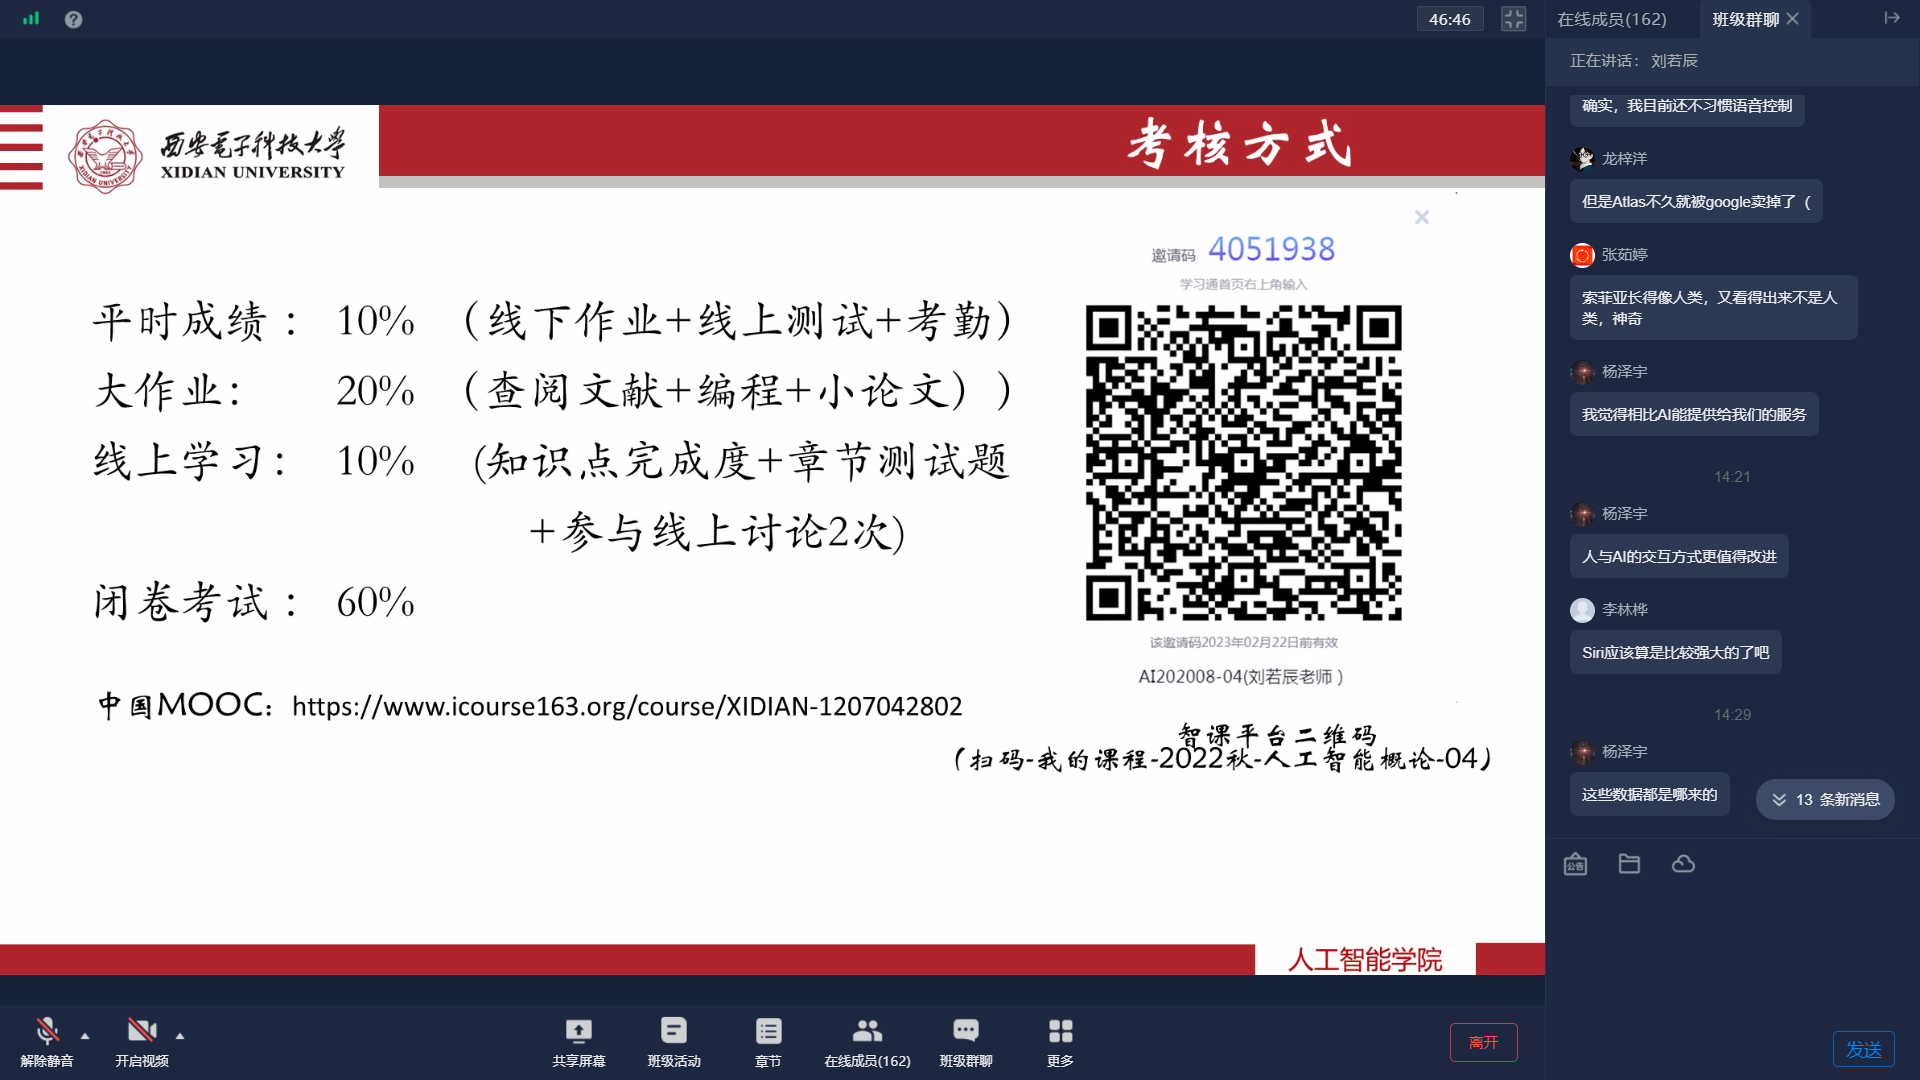 46:46
在线成员(162)
班级群聊
正在讲话： 刘若辰
西安电子科技大学
XIDIAN UNIVERSITY
考核方式
邀请码 4051938
学习通首页右上角输入
平时成绩： 10% （线下作业+线上测试+考勤）
大作业： 20% （查阅文献+编程+小论文））
线上学习： 10% (知识点完成度+章节测试题
+参与线上讨论2次)
闭卷考试： 60%
该邀请码2023年02月22日前有效
AI202008-04(刘若辰老师 )
中国MOOC：https://www.icourse163.org/course/XIDIAN-1207042802
智课平台二维码
（扫码-我的课程-2022秋-人工智能概论-04）
人工智能学院
确实，我目前还不习惯语音控制
龙梓洋
但是Atlas不久就被google卖掉了（
张茹婷
索菲亚长得像人类，又看得出来不是人
类，神奇
杨泽宇
我觉得相比AI能提供给我们的服务
14:21
杨泽宇
人与AI的交互方式更值得改进
李林桦
Siri应该算是比较强大的了吧
14:29
杨泽宇
这些数据都是哪来的
13 条新消息
公告
解除静音
开启视频
共享屏幕
班级活动
章节
在线成员(162)
班级群聊
更多
离开
发送